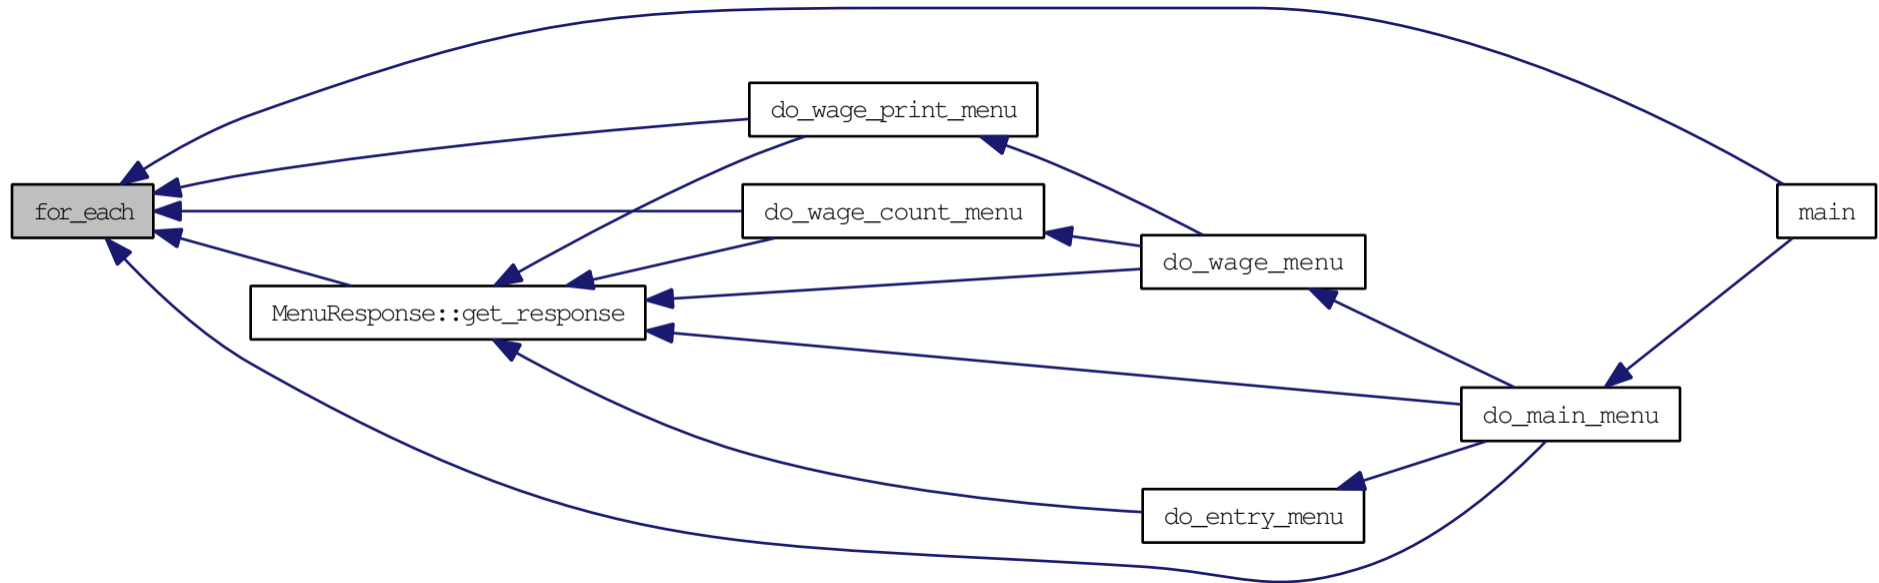 do_wage_print_menu
for_each
do_wage_count_menu
main
do_wage_menu
MenuResponse::get_response
do_main_menu
do_entry_menu